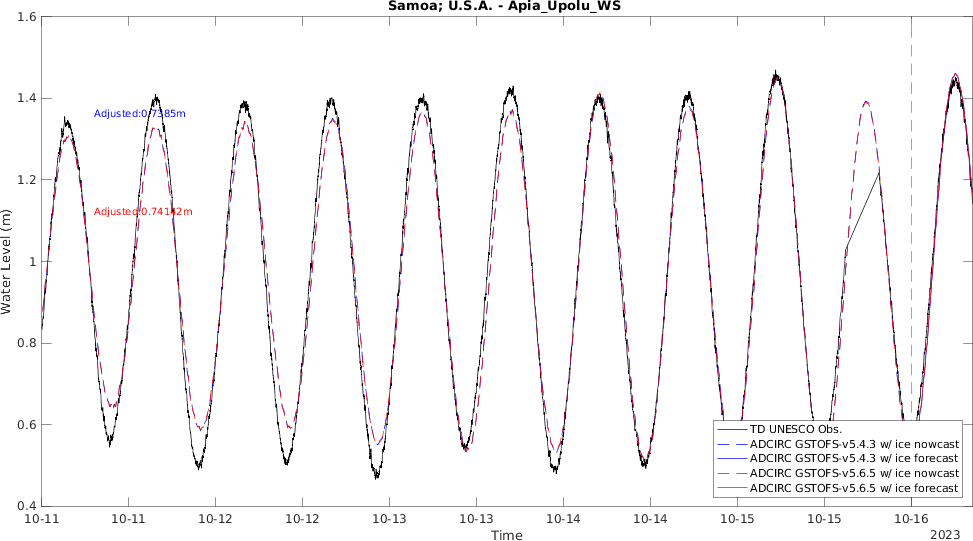 Samoa; U.S.A. - Apia_Upolu_WS
1.6
1.4
1.2
1
0.8
0.6
0.4
Water Level (m)
Adjusted:0.7385m
Adjusted:0.74142m
TD UNESCO Obs.
ADCIRC GSTOFS-v5.4.3 w/ ice nowcast
ADCIRC GSTOFS-v5.4.3 w/ ice forecast
ADCIRC GSTOFS-v5.6.5 w/ ice nowcast
ADCIRC GSTOFS-v5.6.5 w/ ice forecast
10-11 10-11 10-12 10-12 10-13 10-13 10-14 10-14 10-15 10-15 10-16
Time
2023